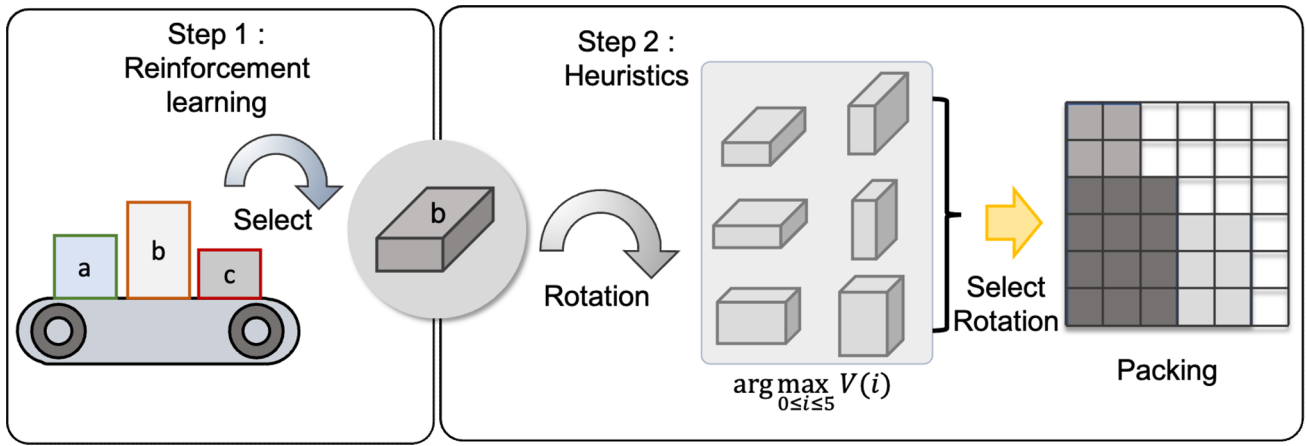 Step 1 :
Reinforcement
learning
Select
a
b
c
b
Step 2 :
Heuristics
Rotation
arg max V(i)
0≤i≤5
Select
Rotation
Packing